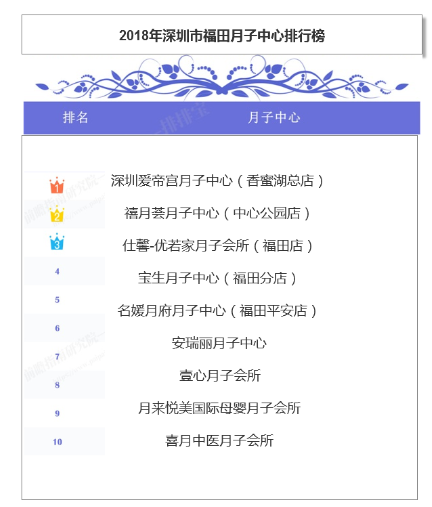 2018年深圳市福田月子中心排行榜
排名 月子中心
1 深圳爱帝宫月子中心（香蜜湖总店）
2 禧月荟月子中心（中心公园店）
3 仕馨-优若家月子会所（福田店）
4 宝生月子中心（福田分店）
5 名媛月府月子中心（福田平安店）
6 安瑞丽月子中心
7 壹心月子会所
8 月来悦美国际母婴月子会所
9 喜月中医月子会所
10